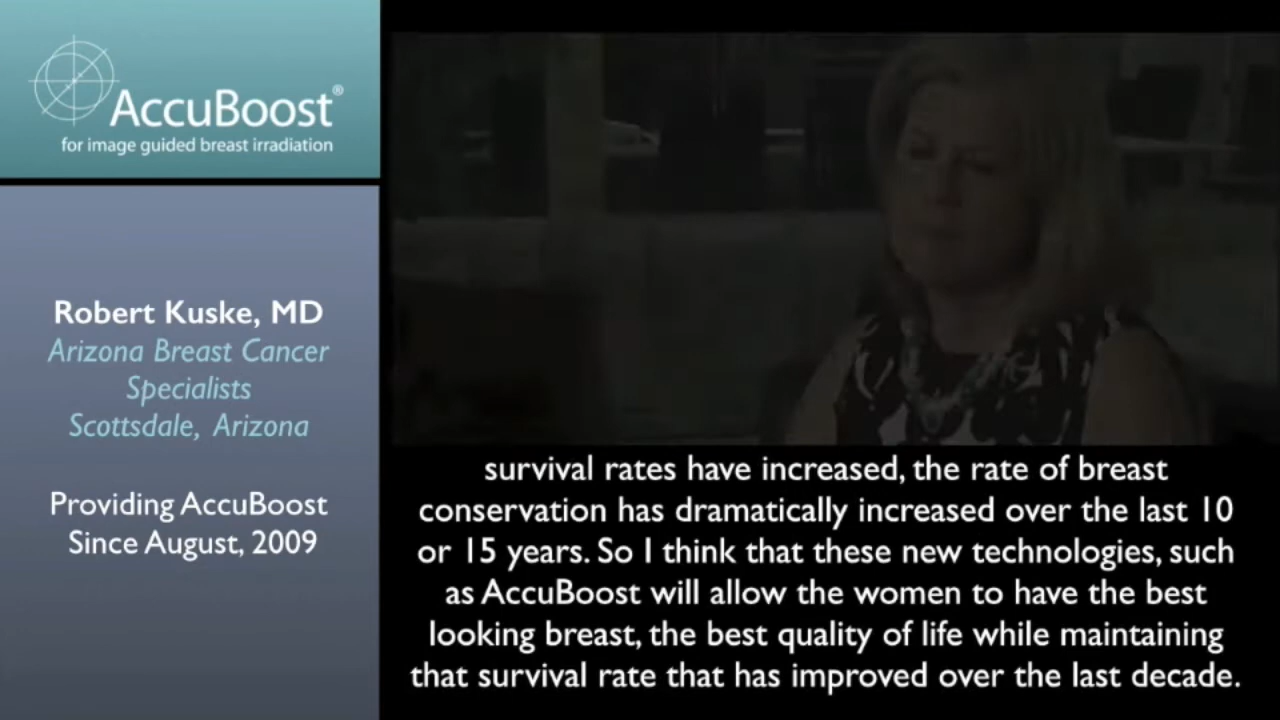 AccuBoost®
for image guided breast irradiation
Robert Kuske, MD
Arizona Breast Cancer
Specialists
Scottsdale, Arizona
Providing AccuBoost
Since August, 2009
survival rates have increased, the rate of breast
conservation has dramatically increased over the last 10
or 15 years. So I think that these new technologies, such
as AccuBoost will allow the women to have the best
looking breast, the best quality of life while maintaining
that survival rate that has improved over the last decade.